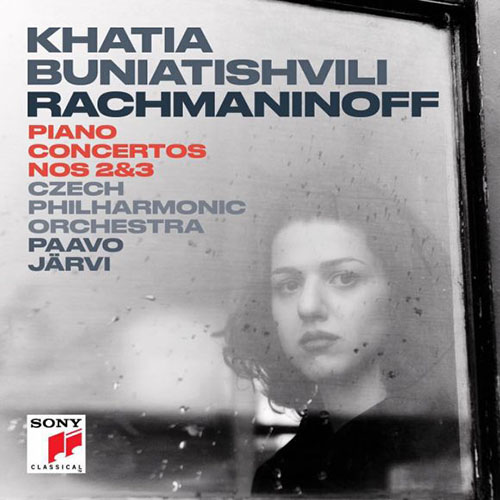 KHATIA
BUNIATISHVILI
RACHMANINOFF
PIANO
CONCERTOS
NOS 2&3
CZECH
PHILHARMONIC
ORCHESTRA
PAAVO
JÄRVI
SONY
CLASSICAL